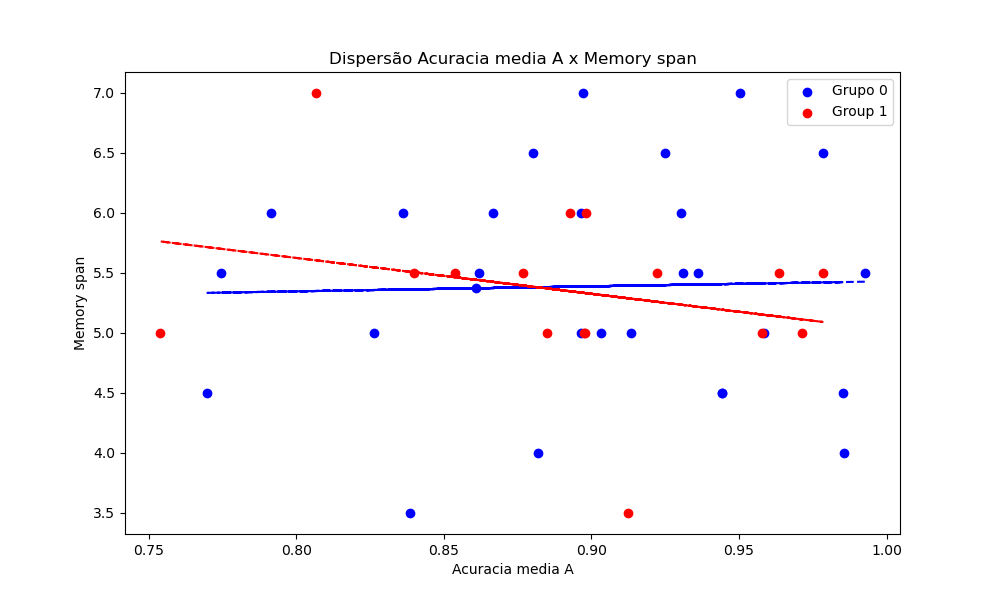 Dispersão Acuracia media A x Memory span
Grupo 0
Group 1
7.0
6.5
6.0
5.5
5.0
4.5
4.0
3.5
Memory span
0.75 0.80 0.85 0.90 0.95 1.00
Acuracia media A